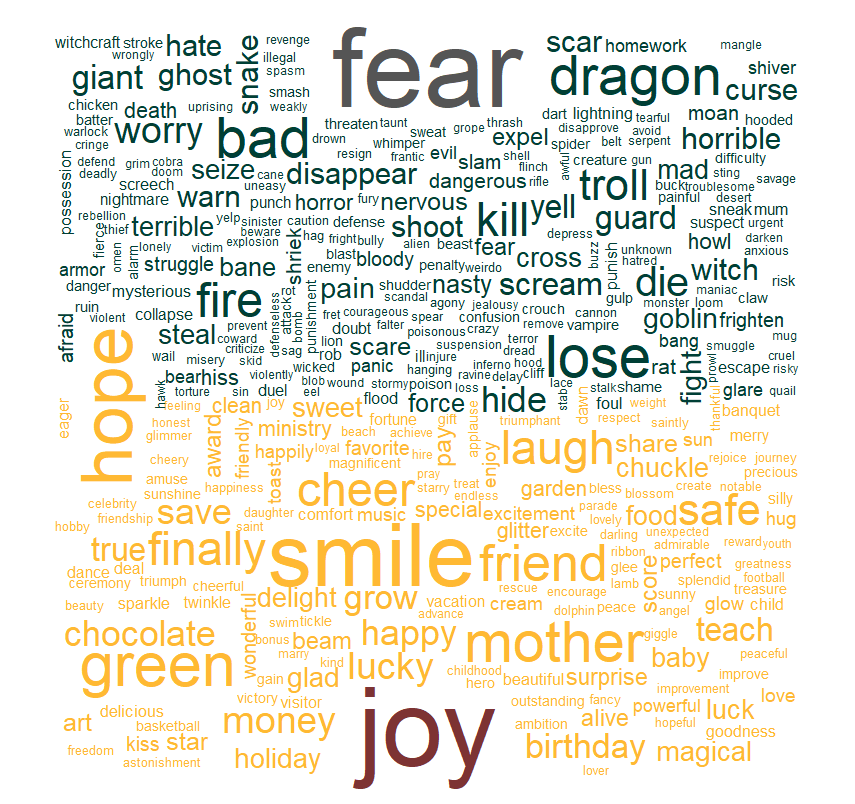 fear
witchcraft stroke hate snake revenge
wrongly illegal
giant ghost spasm
scar homework mangle
dragon shiver
curse
chicken death uprising smash
batter weakly
warlock worry bad
cringe
threaten taunt sweat grope thrash
drown whimper expel
resign frantic evil slam shell
dart lightning tearful moan hooded
disapprove avoid
spider belt serpent horrible
flinch awful creature gun mad difficulty
possession defend grim cobra seize cane disappear
deadly doom uneasy dangerous rifle troll sting
screech warn punch horror fury nervous
nightmare buck troublesome savage
painful desert
rebellion terrible yelp sinister caution defense shoot kill yell guard sneak mum
thief beware hag fright bully depress suspect urgent
fierce omen alarm lonely victim explosion shriek blast alien beast fear cross buzz punish unknown howl darken
hatred anxious
armor struggle bane enemy bloody penalty weirdo
danger mysterious fire rot pain shudder nasty scream die witch risk
scandal agony jealousy crouch gulp maniac
monster loom claw
ruin collapse defenseless attack bomb punishment courageous spear confusion cannon goblin frighten
violent prevent fret falter poisonous crazy remove vampire
afraid steal coward doubt terror bang mug
criticize sag lion scare suspension dread lose smuggle
wail misery skid rob panic ill injure inferno hood rat fight prowl escape cruel
wicked hanging ravine delay cliff risky
bear hiss violently blob wound stormy poison loss lace stalk shame glare quail
hawk torture sin duel eel flood force hide stab foul
hope eager feeling clean joy sweet fortune gift applause triumphant dawn respect weight saintly thankful banquet
honest award friendly ministry beach achieve pay laugh share sun merry
glimmer happily loyal favorite hire enjoy chuckle rejoice journey
cheery magnificent precious
amuse happiness toast cheer pray treat garden bless create notable
sunshine starry endless blossom silly
celebrity save daughter comfort music special excitement parade food safe hug
hobby friendship saint lovely
true finally smile glitter excite darling unexpected
admirable reward youth
dance deal friend ribbon perfect greatness
ceremony triumph cheerful glee score splendid football
rescue encourage lamb sunny treasure
beauty sparkle twinkle wonderful delight grow vacation cream dolphin peace angel glow child
swim tickle advance
chocolate bonus beam happy mother giggle teach
marry peaceful
green kind lucky childhood baby
gain glad hero beautiful surprise improve
victory visitor improvement love
art delicious money joy outstanding fancy powerful luck
basketball ambition alive hopeful goodness
freedom kiss star holiday birthday magical
astonishment lover